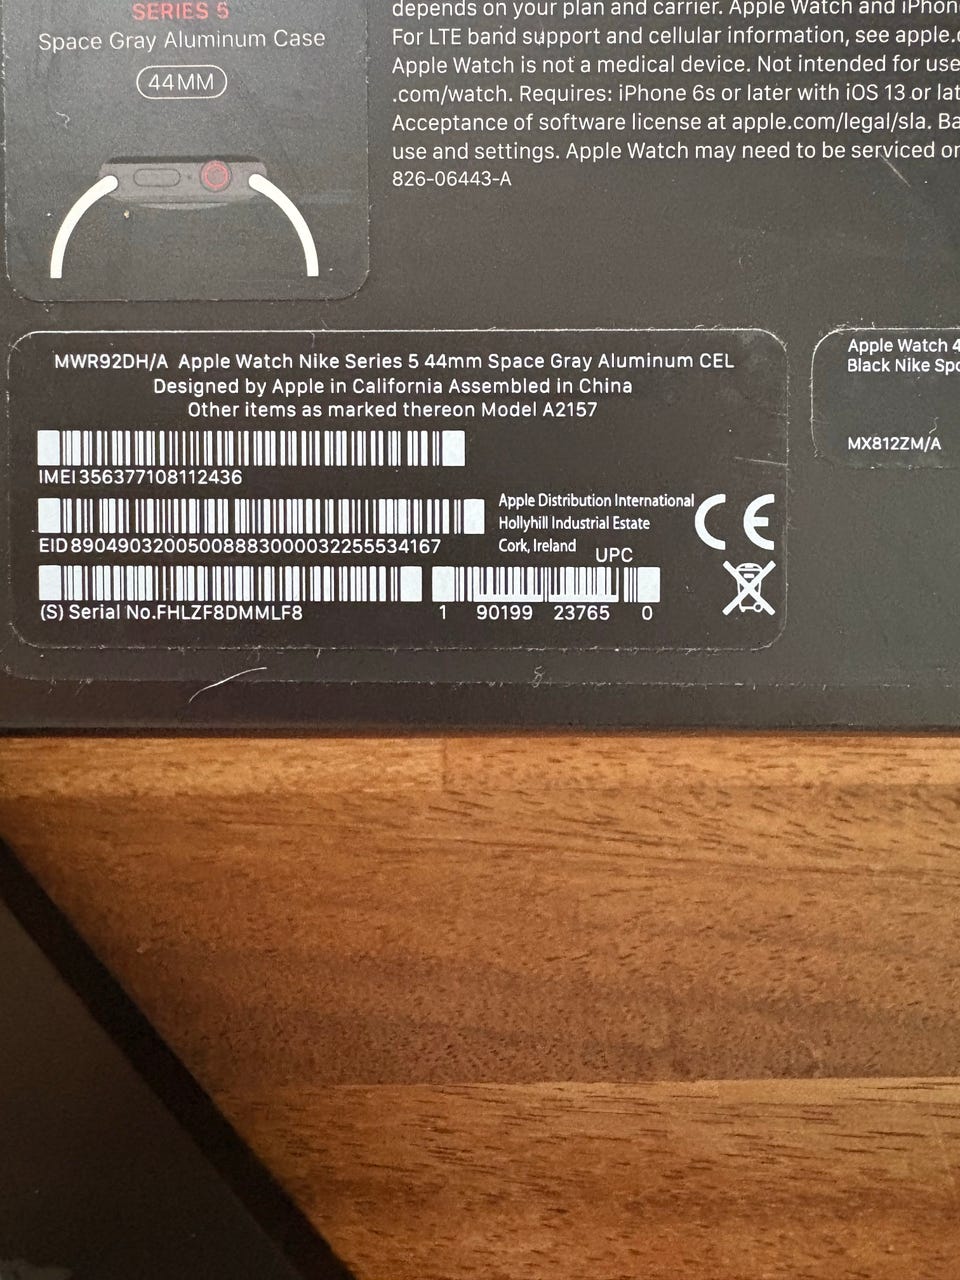 SERIES 5
Space Gray Aluminum Case
44MM
depends on your plan and carrier. Apple Watch and iPhone
For LTE band support and cellular information, see apple.
Apple Watch is not a medical device. Not intended for use
.com/watch. Requires: iPhone 6s or later with iOS 13 or
Acceptance of software license at apple.com/legal/sla.
use and settings. Apple Watch may need to be serviced
826-06443-A
MWR92DH/A Apple Watch Nike Series 5 44mm Space Gray Aluminum CEL
Designed by Apple in California Assembled in China
Other items as marked thereon Model A2157
IMEI 356377108112436
EID 89049032005008883000032255534167
(S) Serial No.FHLZF8DMMLF8
Apple Distribution International
Hollyhill Industrial Estate
Cork, Ireland
UPC
1 90199 23765 0
CE
Apple Watch
Black Nike
MX812ZM/A